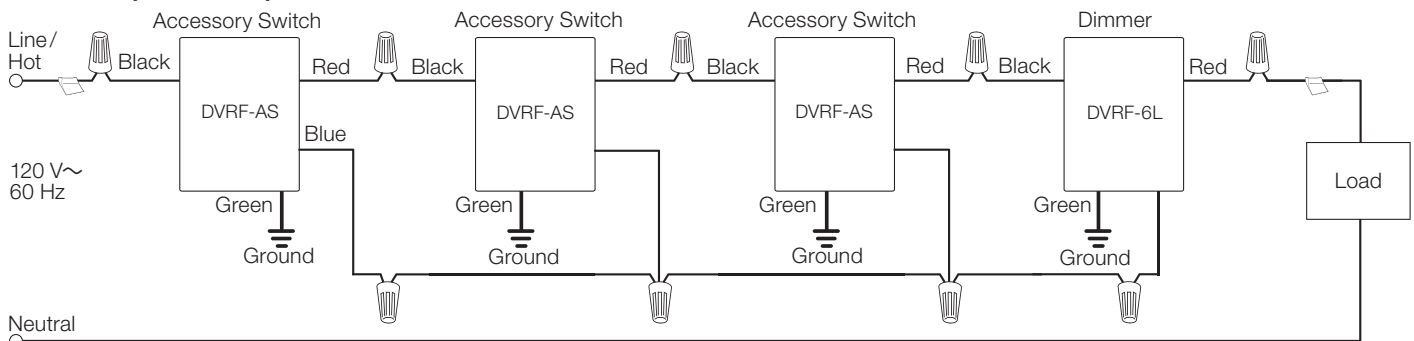 Accessory Switch
Accessory Switch
Accessory Switch
Dimmer
Line/
Hot
Black
Red
Black
Red
Black
Red
Black
Red
DVRF-AS
DVRF-AS
DVRF-AS
DVRF-6L
Blue
120 V~
60 Hz
Load
Green
Green
Green
Green
Ground
Ground
Ground
Ground
Neutral